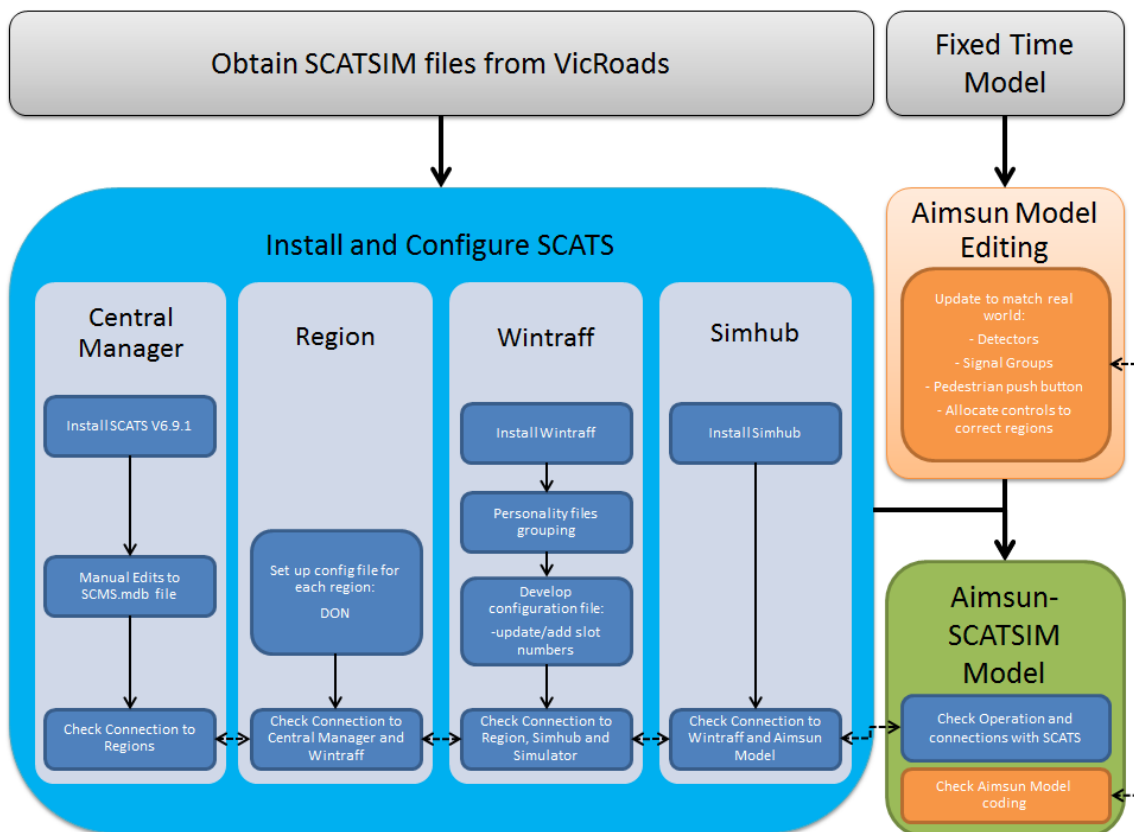 Obtain SCATSIM files from VicRoads
Fixed Time
Model
Install and Configure SCATS
Central
Manager
Install SCATS V6.9.1
Manual Edits to
SCMS.mdb file
Check Connection to
Regions
Region
Set up config file for
each region:
DON
Check Connection to
Central Manager and
Wintraff
Wintraff
Install Wintraff
Personality files
grouping
Develop
configuration file:
-update/add slot
numbers
Check Connection to
Region, Simhub and
Simulator
Simhub
Install Simhub
Check Connection to
Wintraff and Aimsun
Model
Aimsun Model
Editing
Update to match real
world:
- Detectors
- Signal Groups
- Pedestrian push button
- Allocate controls to
correct regions
Aimsun-
SCATSIM
Model
Check Operation and
connections with SCATS
Check Aimsun Model
coding